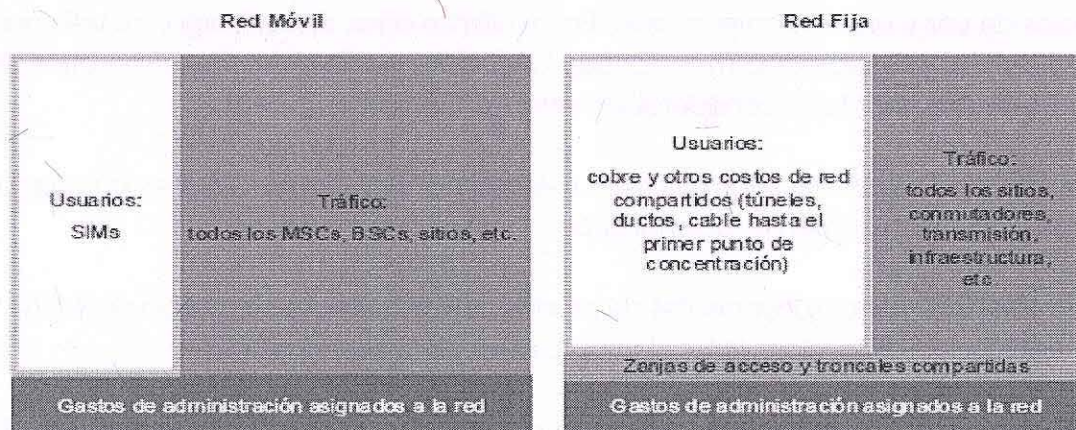 Red Móvil
Usuarios:
SIMs
Tráfico:
todos los MSCs, BSCs, sitios, etc.
Gastos de administración asignados a la red
Red Fija
Usuarios:
cobre y otros costos de red
compartidos (túneles,
ductos, cable hasta el
primer punto de
concentración)
Tráfico:
todos los sitios,
conmutadores,
transmisión,
infraestructura,
etc.
Zanjas de acceso y troncales compartidas
Gastos de administración asignados a la red